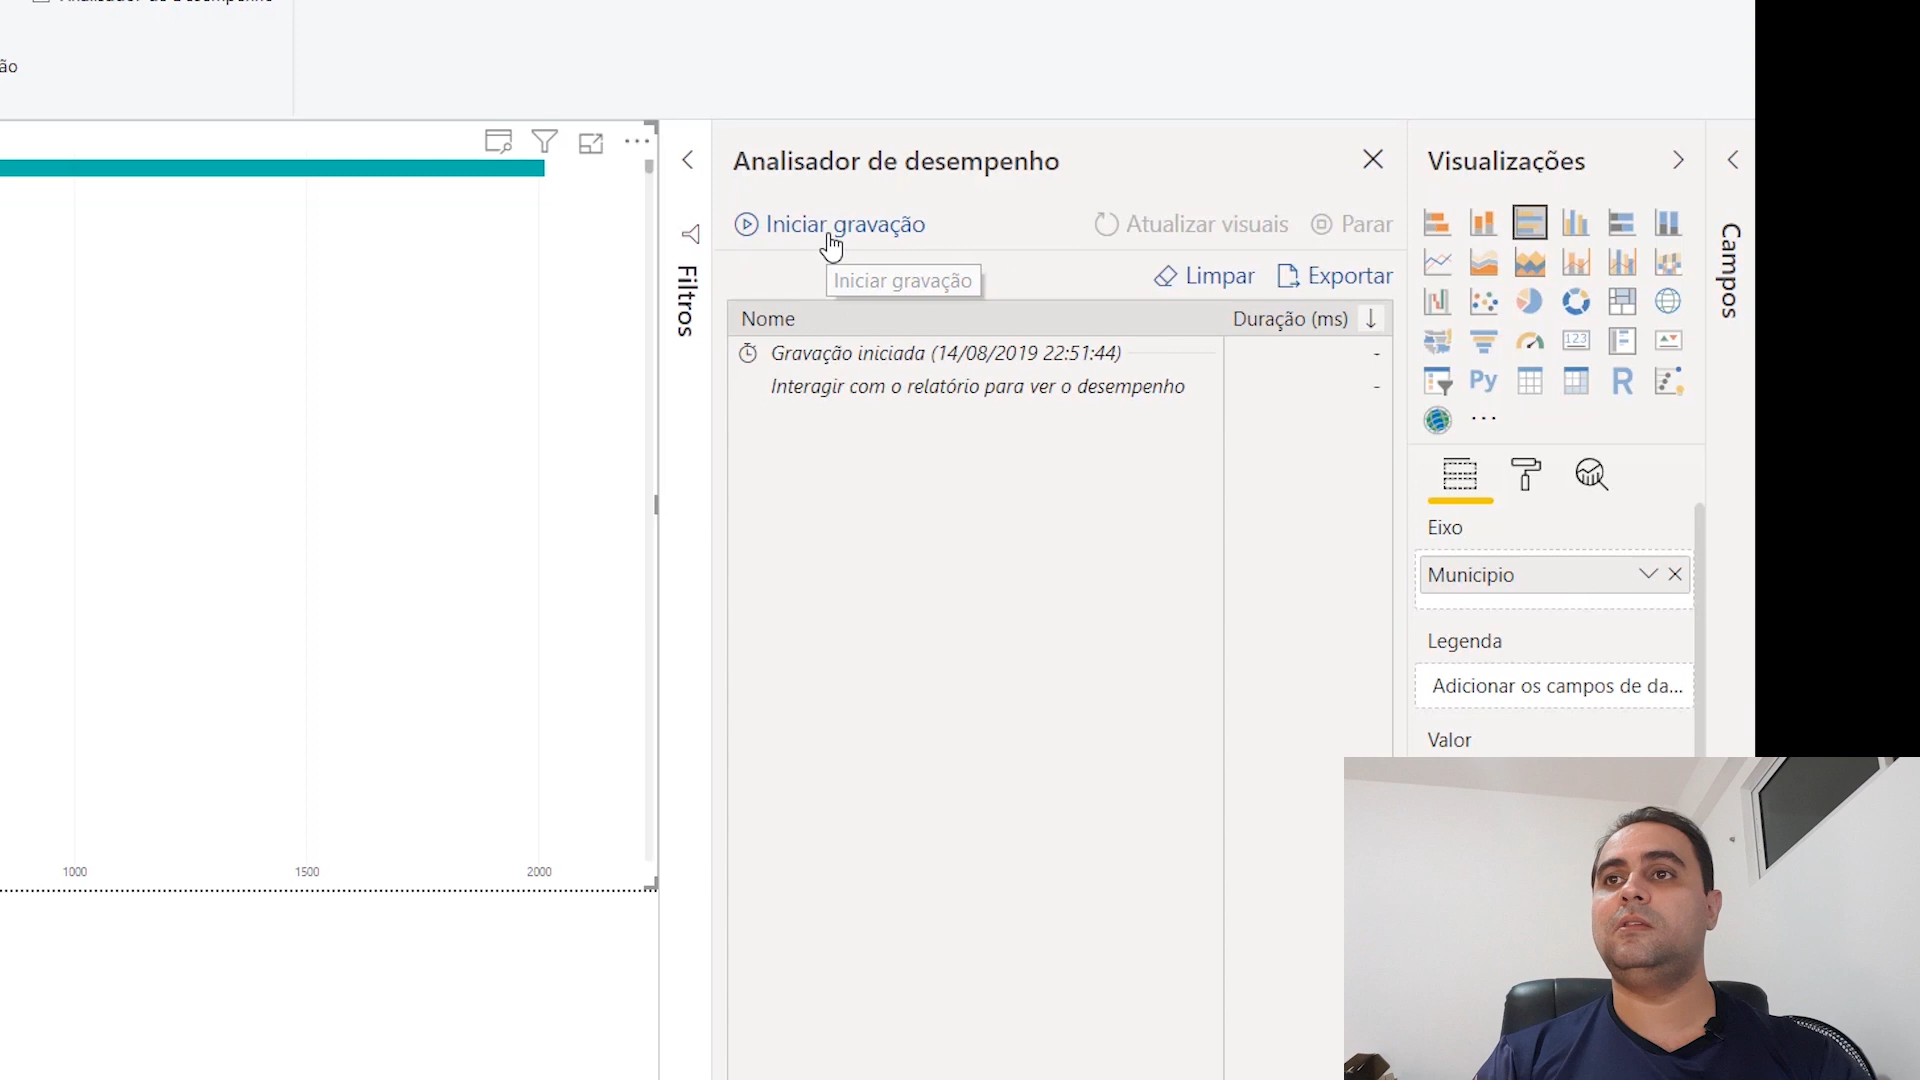 ão
Analisador de desempenho
Iniciar gravação
Atualizar visuais
Parar
Iniciar gravação
Limpar
Exportar
Nome
Duração (ms)
Gravação iniciada (14/08/2019 22:51:44)
-
Interagir com o relatório para ver o desempenho
-
1000
1500
2000
Filtros
Visualizações
123
Py
R
Eixo
Municipio
Legenda
Adicionar os campos de da...
Valor
Campos